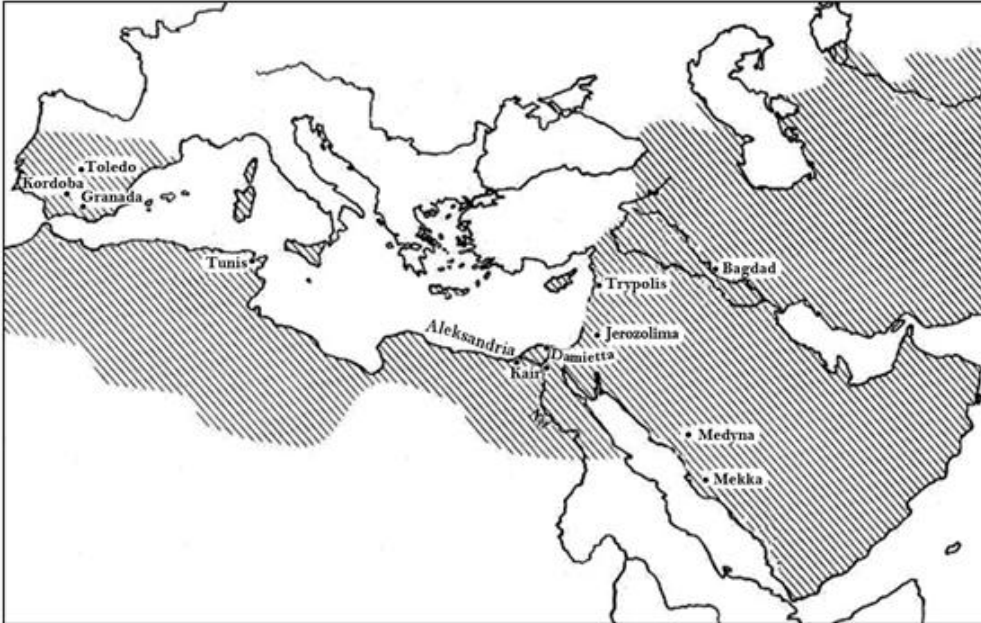 Toledo
Kordoba
Granada
Tunis
Bagdad
Trypolis
Jerozolima
Aleksandria
Damietta
Kair
Nil
Medyna
Mekka